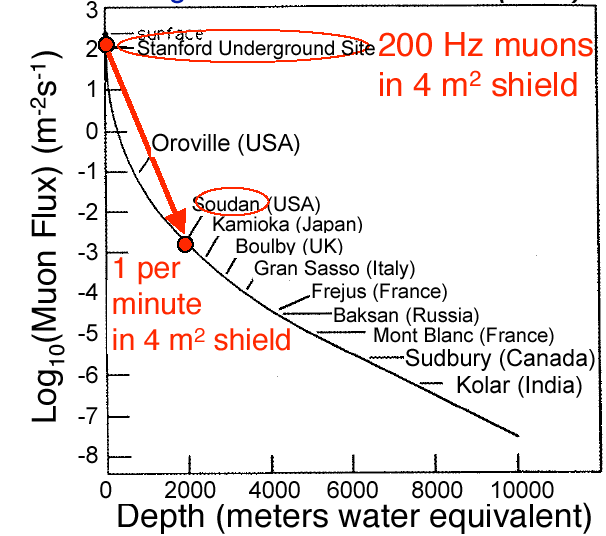 3
surface
2
Stanford Underground Site
200 Hz muons
in 4 m² shield
1
0
Oroville (USA)
-1
-2
Soudan (USA)
Kamioka (Japan)
-3
Boulby (UK)
1 per
minute
in 4 m² shield
Gran Sasso (Italy)
-4
Frejus (France)
Baksan (Russia)
-5
Mont Blanc (France)
Sudbury (Canada)
-6
Kolar (India)
-7
-8
Log₁₀(Muon Flux) (m⁻²s⁻¹)
0 2000 4000 6000 8000 10000
Depth (meters water equivalent)